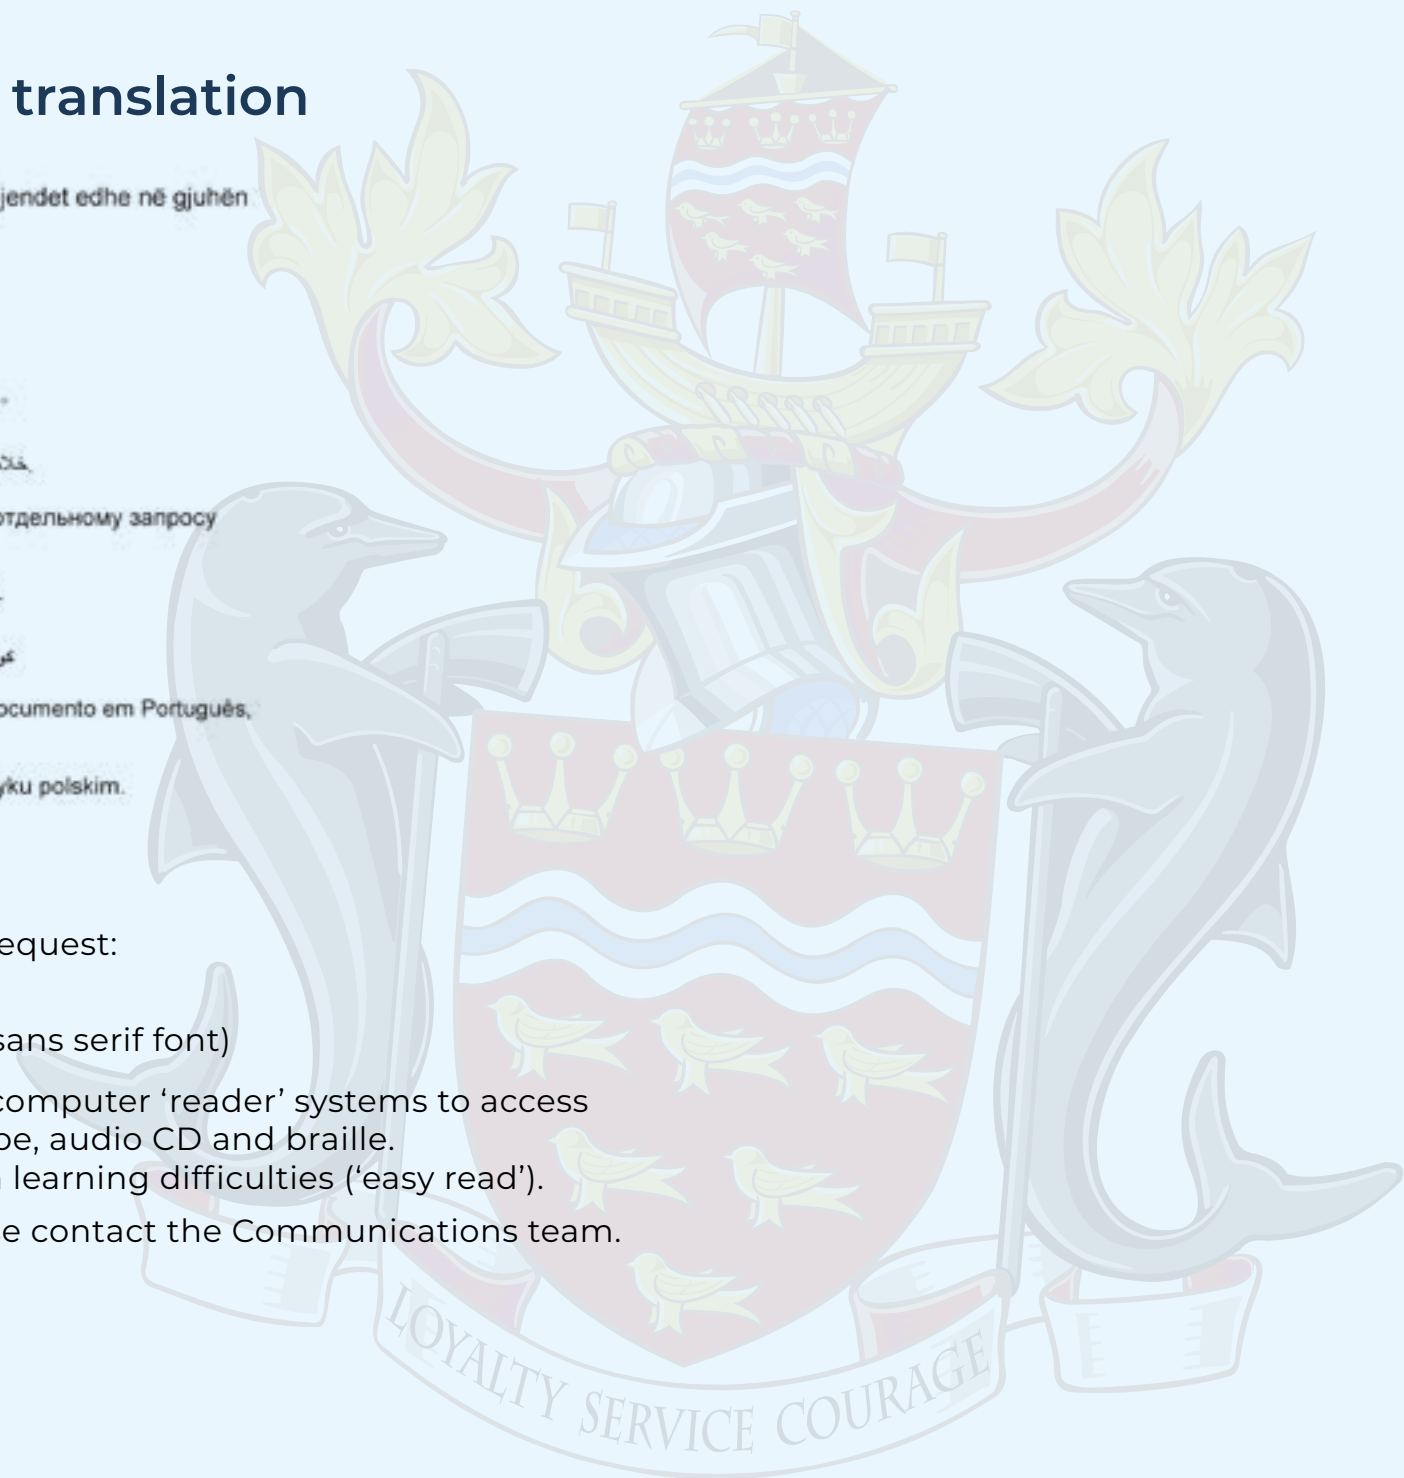 translation
jendet edhe në gjuhën
отдельному запросу
ocumento em Português,
yku polskim.
equest:
sans serif font)
computer ‘reader’ systems to access
pe, audio CD and braille.
learning difficulties (‘easy read’).
e contact the Communications team.
LOYALTY SERVICE COURAGE